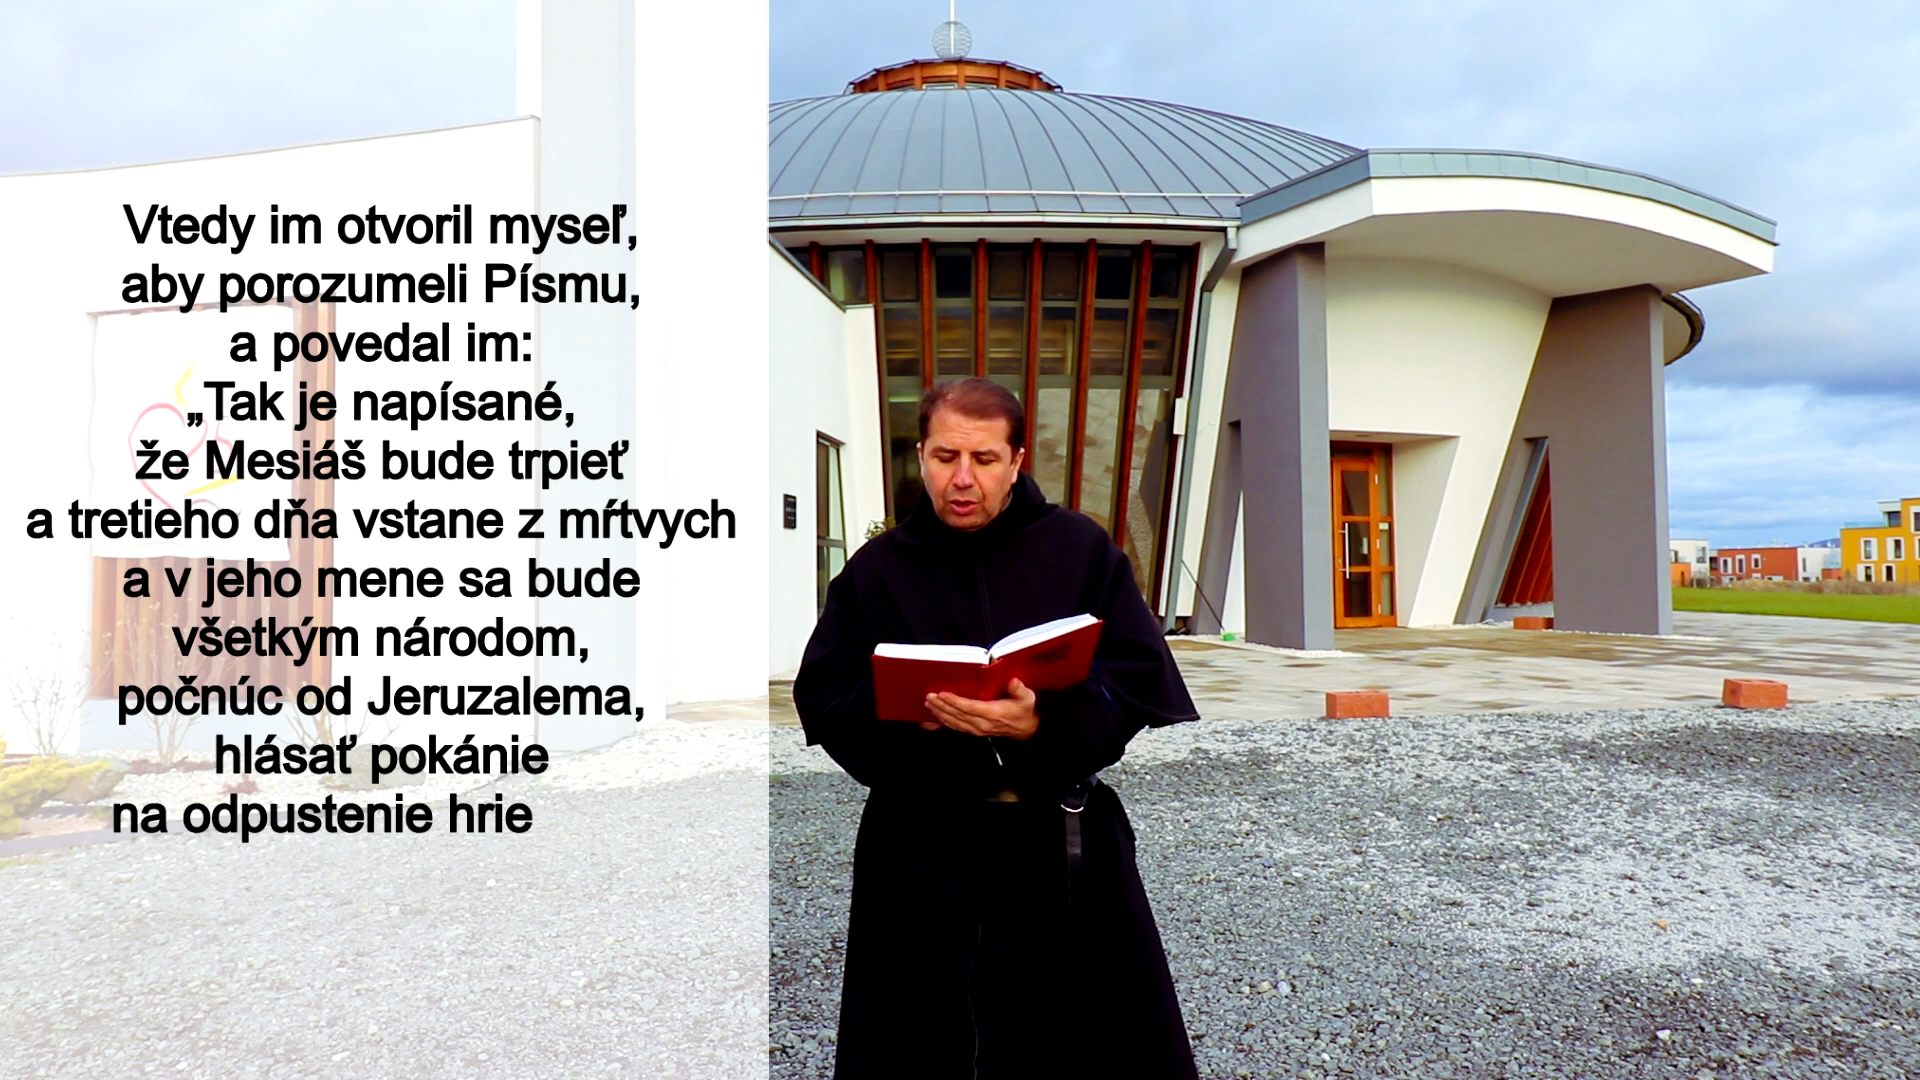 Vtedy im otvoril myseľ,
aby porozumeli Písmu,
a povedal im:
„Tak je napísané,
že Mesiáš bude trpieť
a tretieho dňa vstane z mŕtvych
a v jeho mene sa bude
všetkým národom,
počnúc od Jeruzalema,
hlásať pokánie
na odpustenie hrie